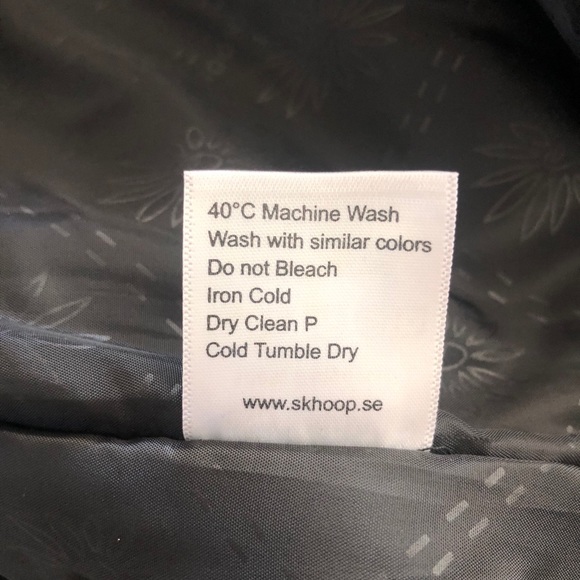 40°C Machine Wash
Wash with similar colors
Do not Bleach
Iron Cold
Dry Clean P
Cold Tumble Dry
www.skhoop.se